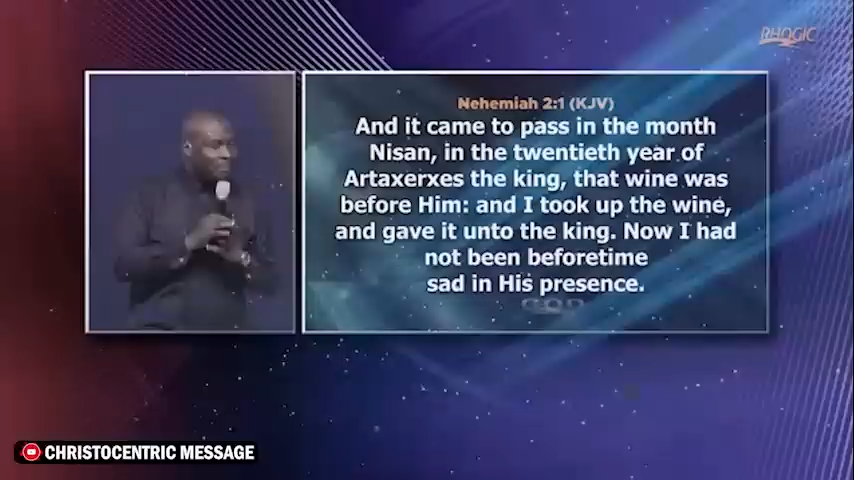 RHOGIC
Nehemiah 2:1 (KJV)
And it came to pass in the month
Nisan, in the twentieth year of
Artaxerxes the king, that wine was
before Him: and I took up the wine,
and gave it unto the king. Now I had
not been beforetime
sad in His presence.
GOD
CHRISTOCENTRIC MESSAGE